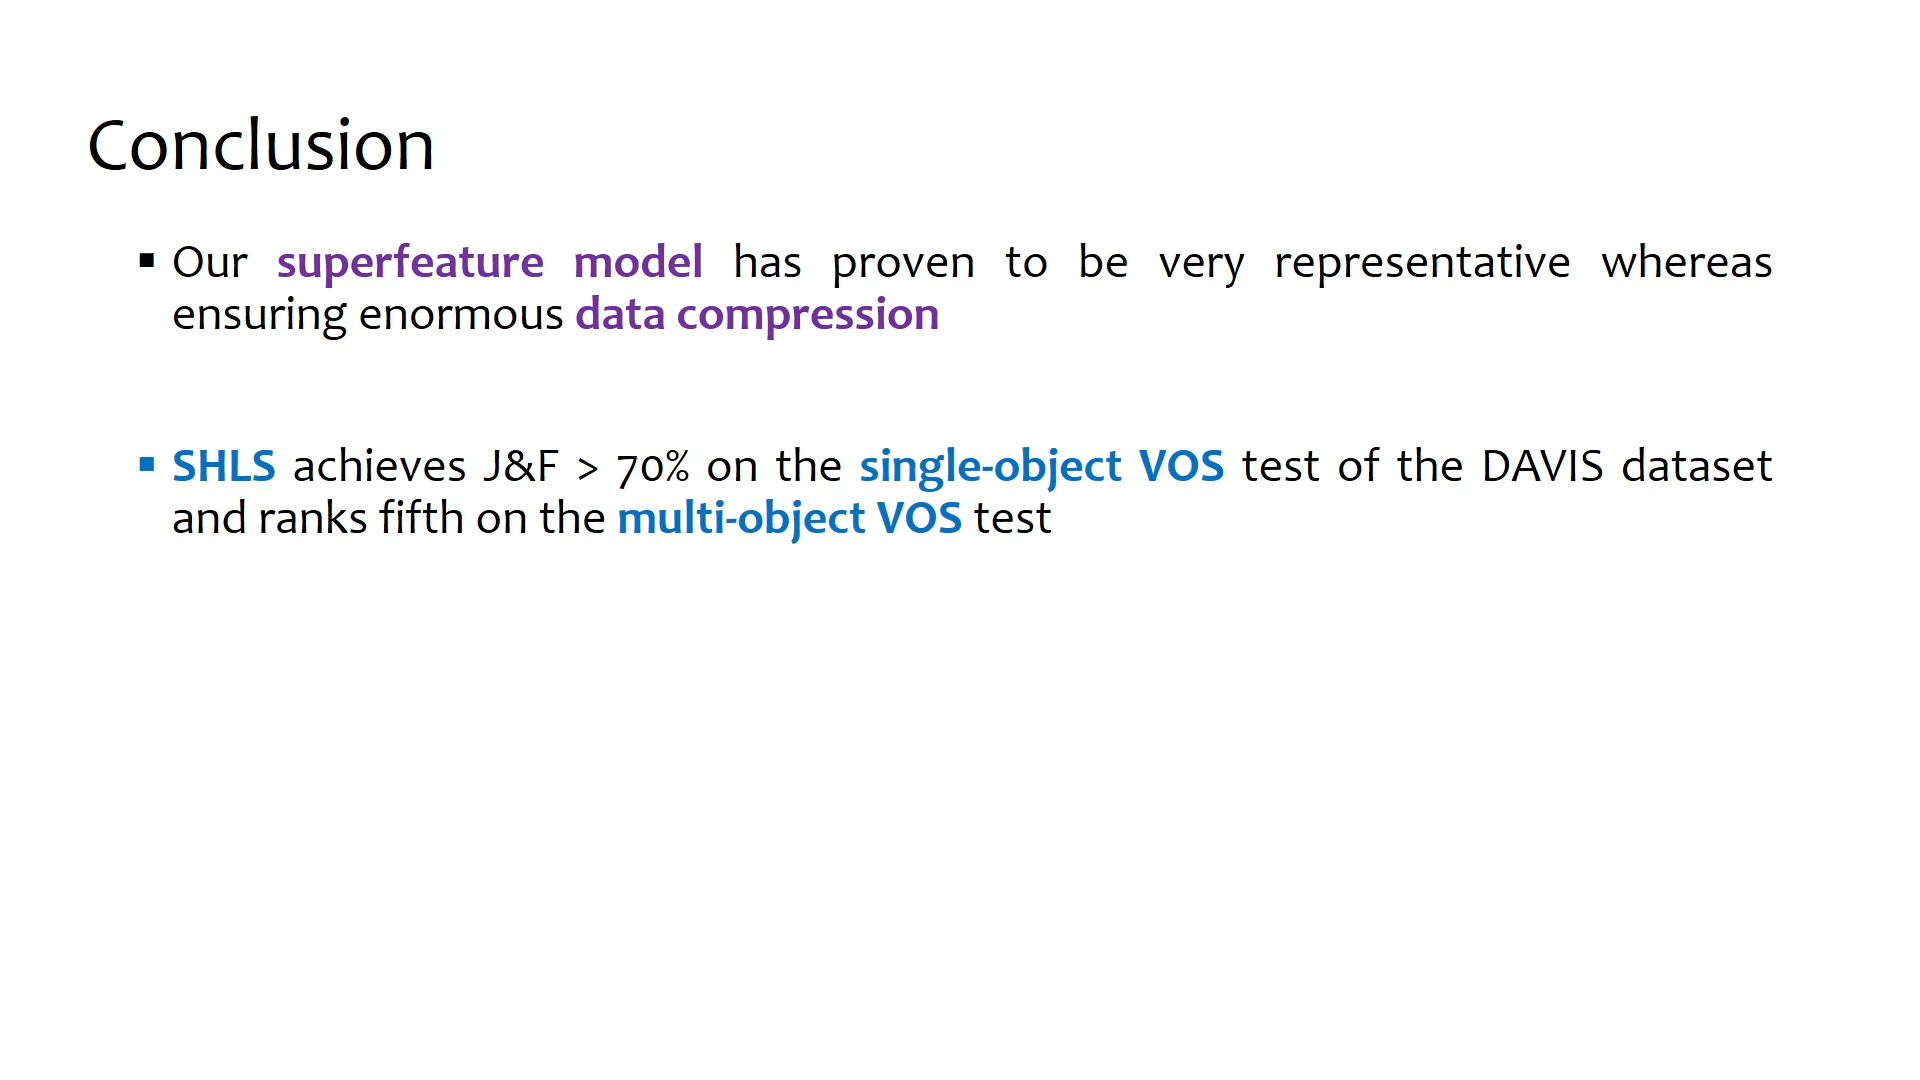 Conclusion
▪ Our superfeature model has proven to be very representative whereas
ensuring enormous data compression
▪ SHLS achieves J&F > 70% on the single-object VOS test of the DAVIS dataset
and ranks fifth on the multi-object VOS test